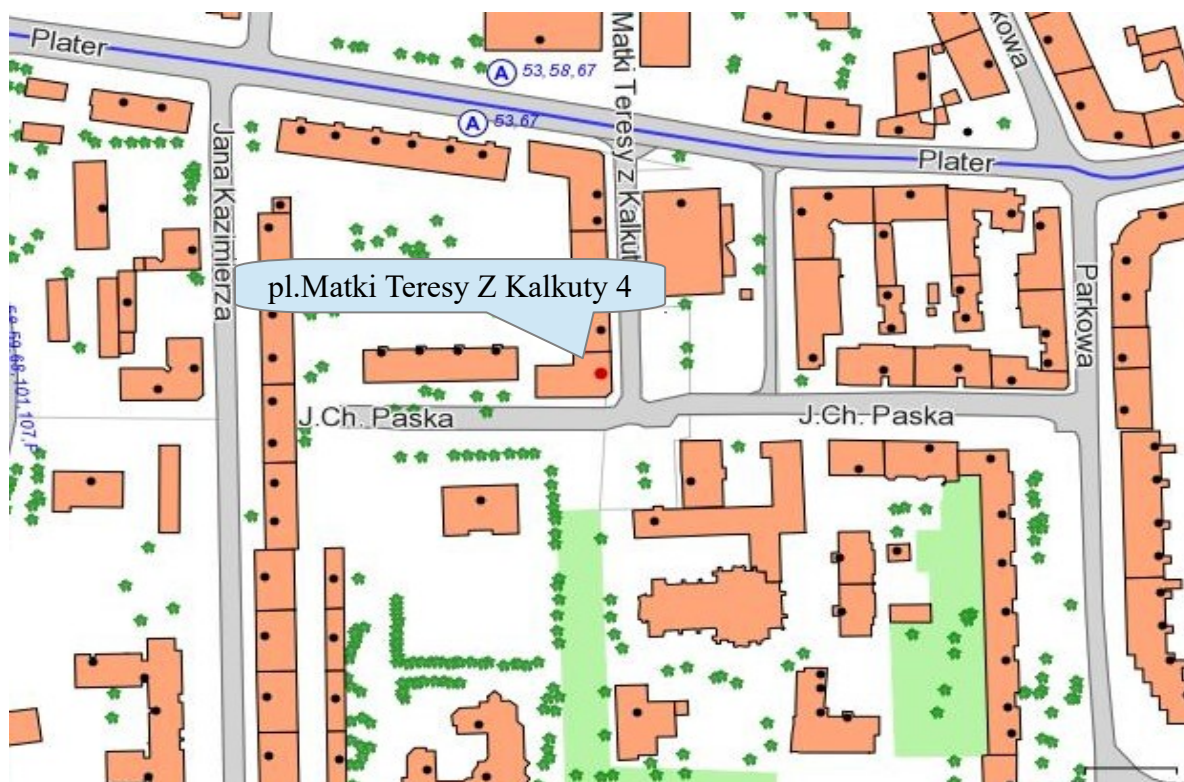 Plater
A 53,58,67
A 53,67
Matki Teresy z Kalkut
Plater
Jana Kazimierza
pl.Matki Teresy Z Kalkuty 4
Parkowa
J.Ch. Paska
J.Ch. Paska